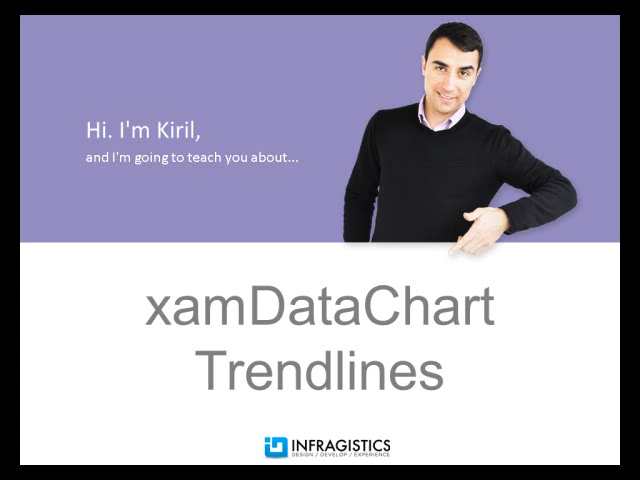 Hi. I'm Kiril,
and I'm going to teach you about...
xamDataChart
Trendlines
INFRAGISTICS
DESIGN / DEVELOP / EXPERIENCE